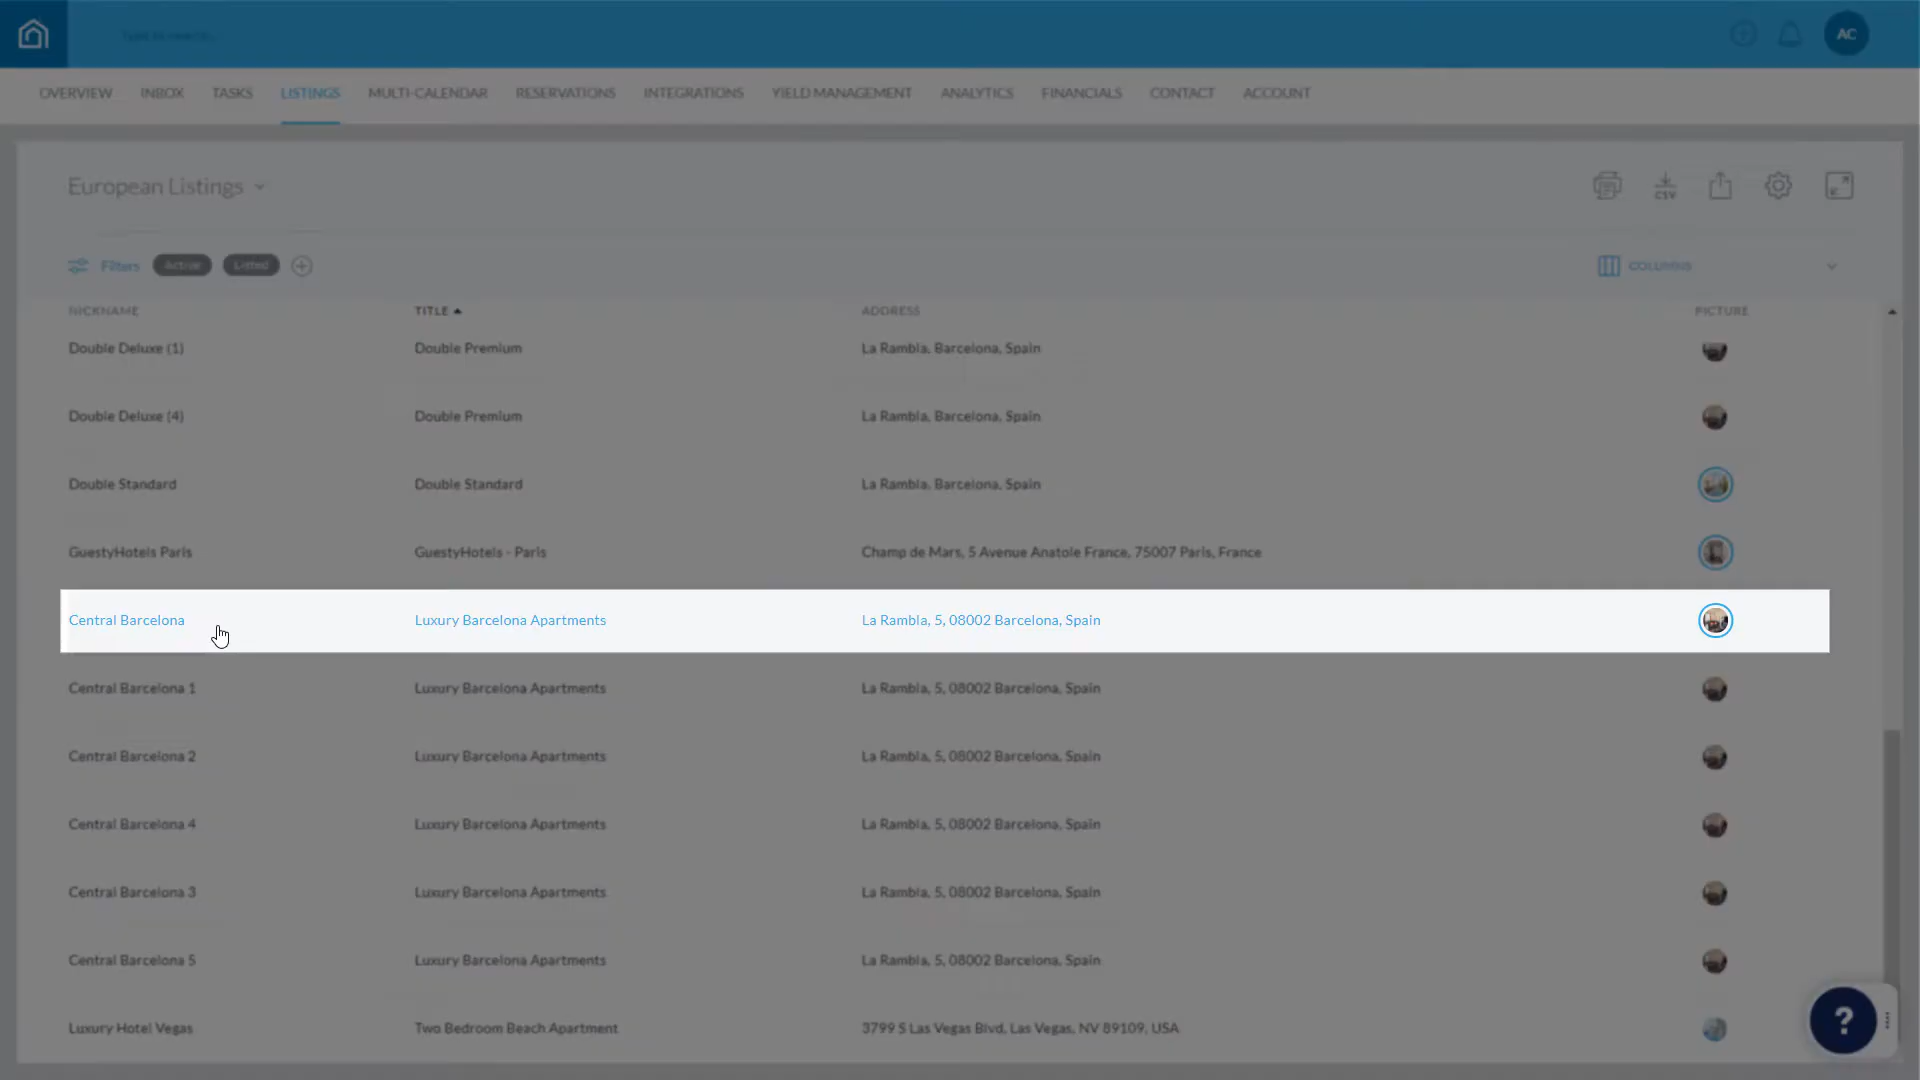 Type to search...
AC
OVERVIEW INBOX TASKS LISTINGS MULTI-CALENDAR RESERVATIONS INTEGRATIONS YIELD MANAGEMENT ANALYTICS FINANCIALS CONTACT ACCOUNT
European Listings
CSV
Filters Active Listed COLUMNS
NICKNAME TITLE ADDRESS PICTURE
Double Deluxe (1) Double Premium La Rambla, Barcelona, Spain
Double Deluxe (4) Double Premium La Rambla, Barcelona, Spain
Double Standard Double Standard La Rambla, Barcelona, Spain
GuestyHotels Paris GuestyHotels - Paris Champ de Mars, 5 Avenue Anatole France, 75007 Paris, France
Central Barcelona Luxury Barcelona Apartments La Rambla, 5, 08002 Barcelona, Spain
Central Barcelona 1 Luxury Barcelona Apartments La Rambla, 5, 08002 Barcelona, Spain
Central Barcelona 2 Luxury Barcelona Apartments La Rambla, 5, 08002 Barcelona, Spain
Central Barcelona 4 Luxury Barcelona Apartments La Rambla, 5, 08002 Barcelona, Spain
Central Barcelona 3 Luxury Barcelona Apartments La Rambla, 5, 08002 Barcelona, Spain
Central Barcelona 5 Luxury Barcelona Apartments La Rambla, 5, 08002 Barcelona, Spain
Luxury Hotel Vegas Two Bedroom Beach Apartment 3799 S Las Vegas Blvd, Las Vegas, NV 89109, USA
?